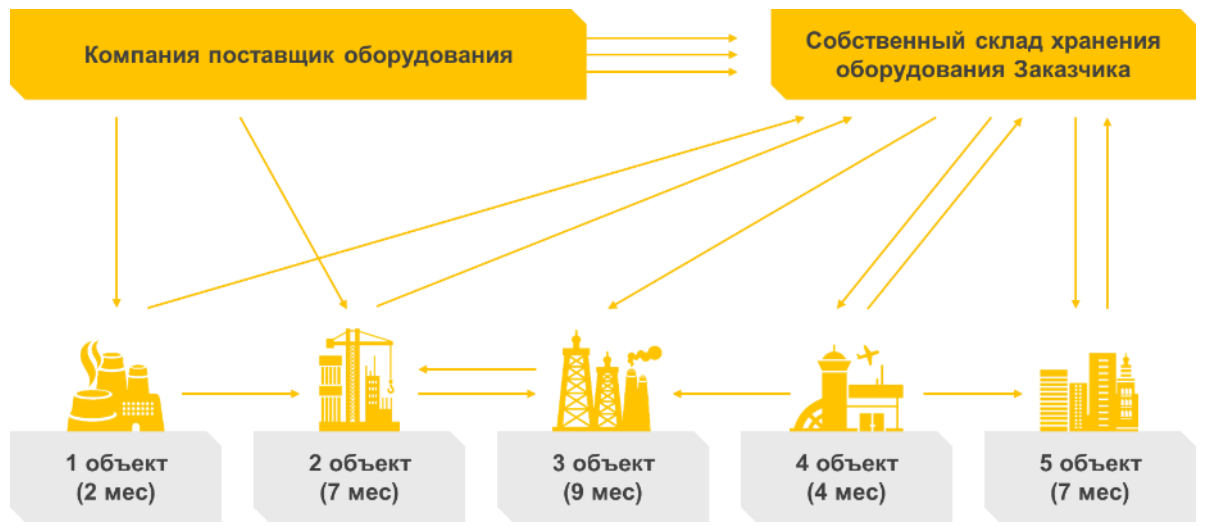 Компания поставщик оборудования
Собственный склад хранения
оборудования Заказчика
1 объект
(2 мес)
2 объект
(7 мес)
3 объект
(9 мес)
4 объект
(4 мес)
5 объект
(7 мес)